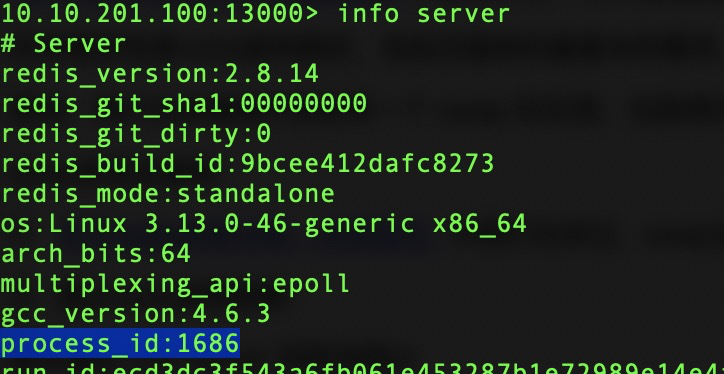 10.10.201.100:13000> info server
# Server
redis_version:2.8.14
redis_git_sha1:00000000
redis_git_dirty:0
redis_build_id:9bcee412dafc8273
redis_mode:standalone
os:Linux 3.13.0-46-generic x86_64
arch_bits:64
multiplexing_api:epoll
gcc_version:4.6.3
process_id:1686